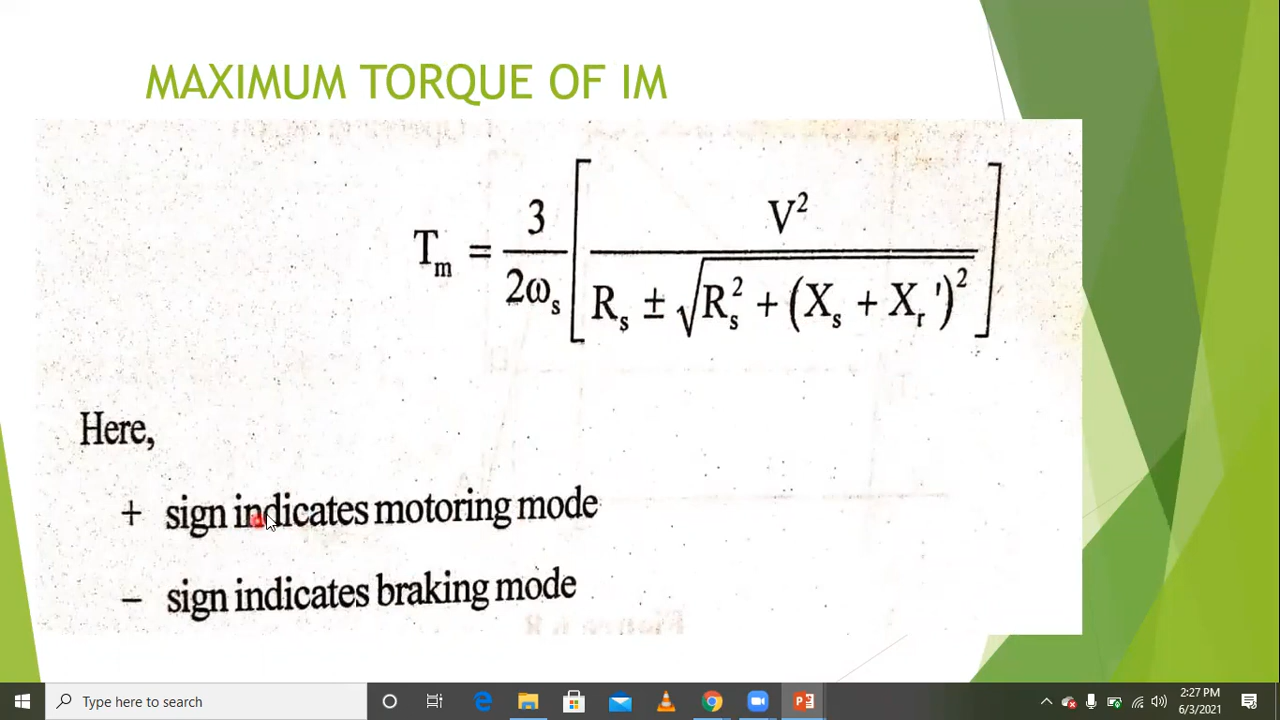 MAXIMUM TORQUE OF IM
T_m = 3/(2ω_s) [ V² / (R_s ± √(R_s² + (X_s + X_r')²)) ]
Here,
+ sign indicates motoring mode
− sign indicates braking mode
Type here to search
2:27 PM
6/3/2021